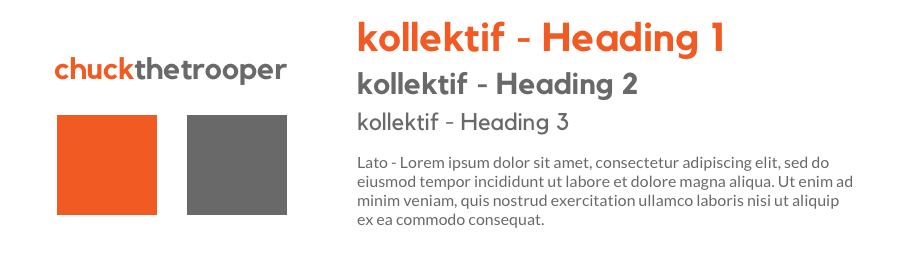 chuckthetrooper
kollektif - Heading 1
kollektif - Heading 2
kollektif - Heading 3
Lato - Lorem ipsum dolor sit amet, consectetur adipiscing elit, sed do
eiusmod tempor incididunt ut labore et dolore magna aliqua. Ut enim ad
minim veniam, quis nostrud exercitation ullamco laboris nisi ut aliquip
ex ea commodo consequat.